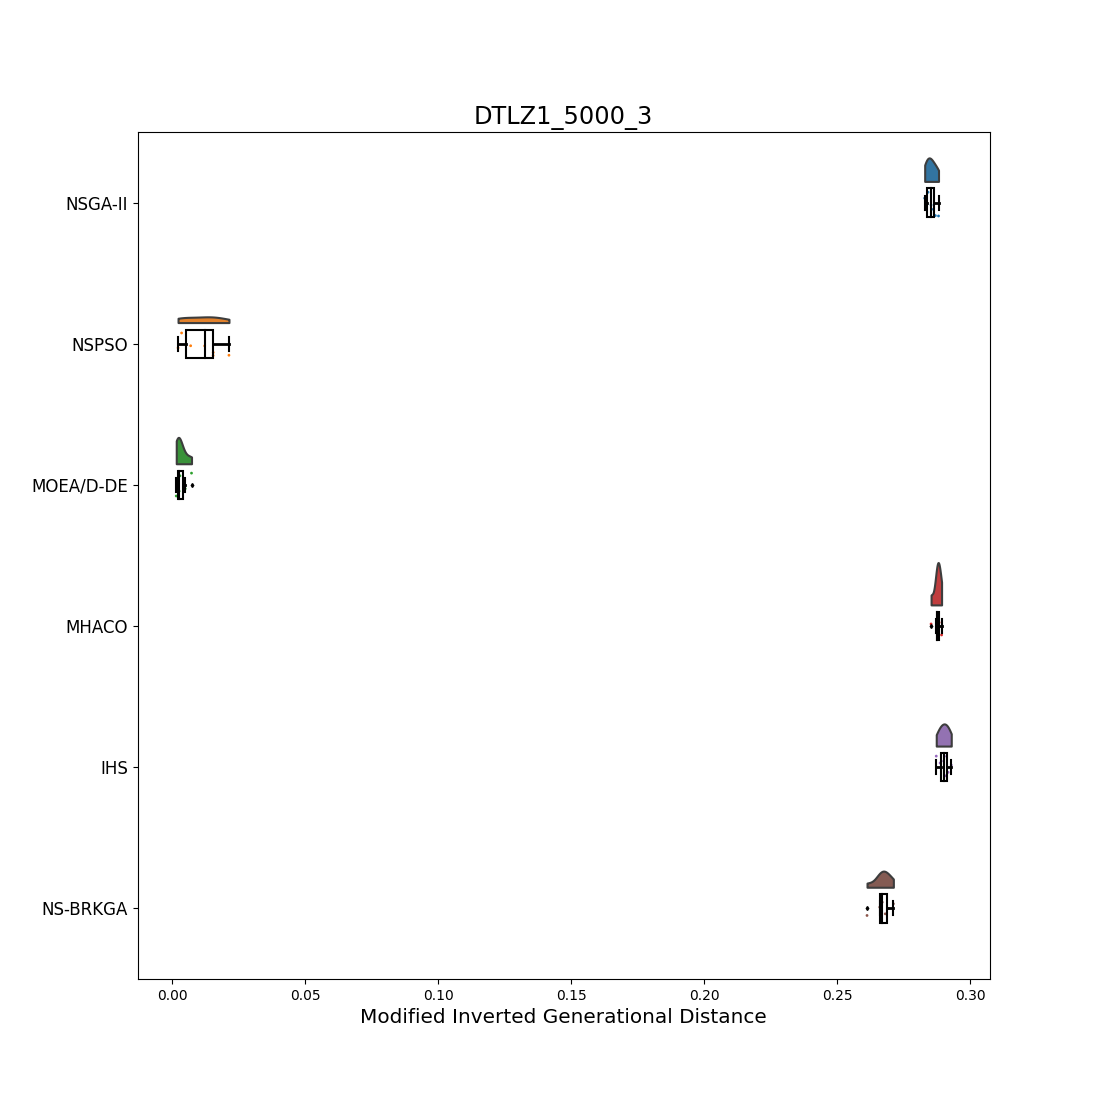 DTLZ1_5000_3
NSGA-II
NSPSO
MOEA/D-DE
MHACO
IHS
NS-BRKGA
0.00 0.05 0.10 0.15 0.20 0.25 0.30
Modified Inverted Generational Distance